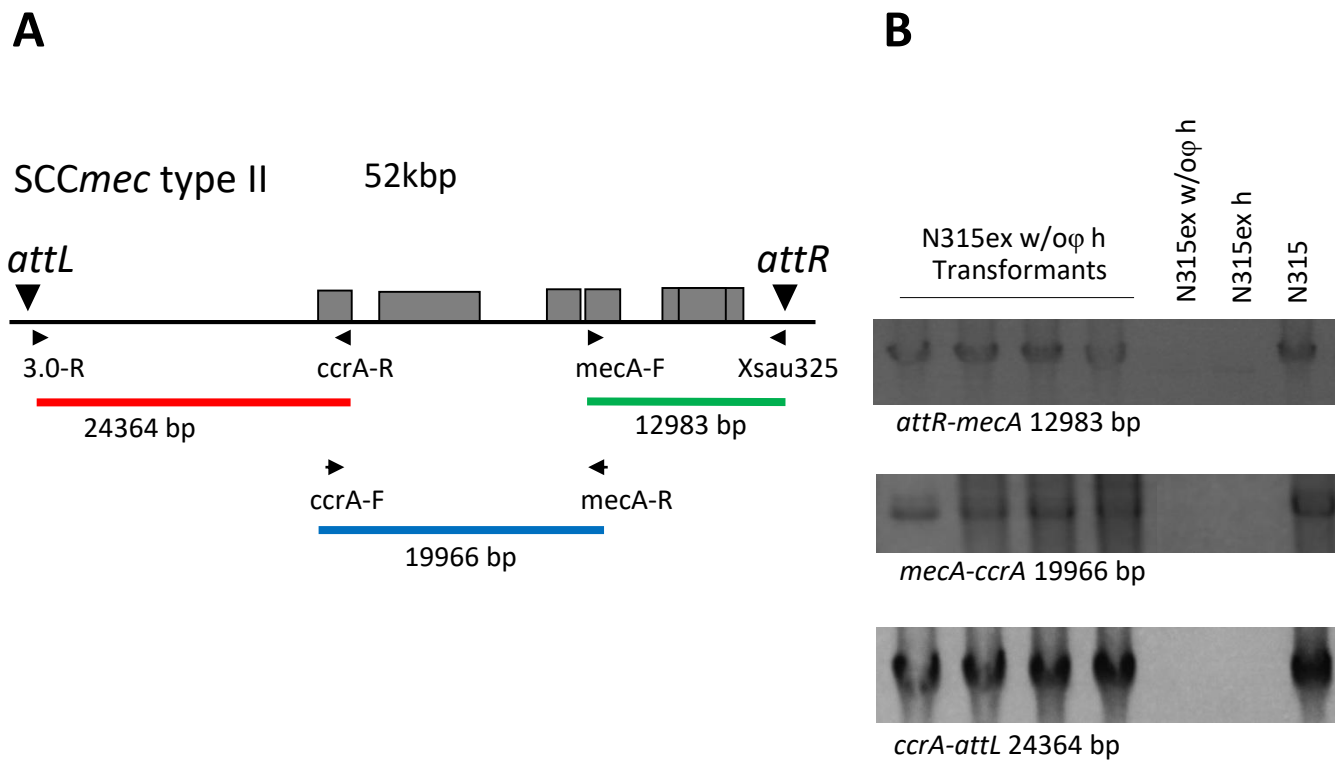 A
SCCmec type II 52kbp
attL
attR
3.0-R
ccrA-R
mecA-F
Xsau325
24364 bp
12983 bp
ccrA-F
mecA-R
19966 bp
B
N315ex w/oφ h
Transformants
N315ex w/oφ h
N315ex h
N315
attR-mecA 12983 bp
mecA-ccrA 19966 bp
ccrA-attL 24364 bp